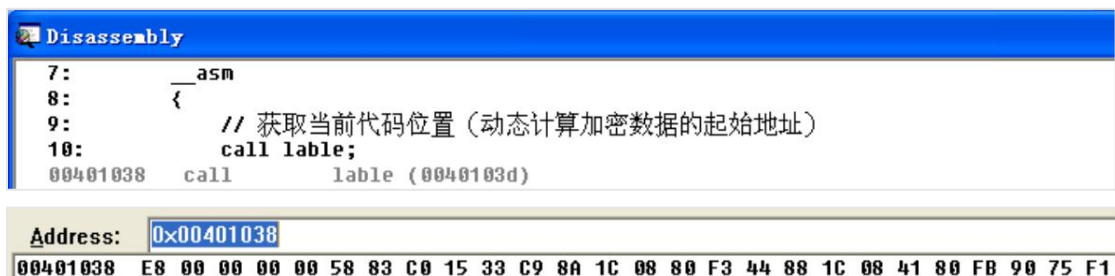 Disassembly
7: __asm
8: {
9: // 获取当前代码位置（动态计算加密数据的起始地址）
10: call lable;
00401038 call lable (0040103d)
Address: 0x00401038
00401038 E8 00 00 00 00 58 83 C0 15 33 C9 8A 1C 08 80 F3 44 88 1C 08 41 80 FB 90 75 F1